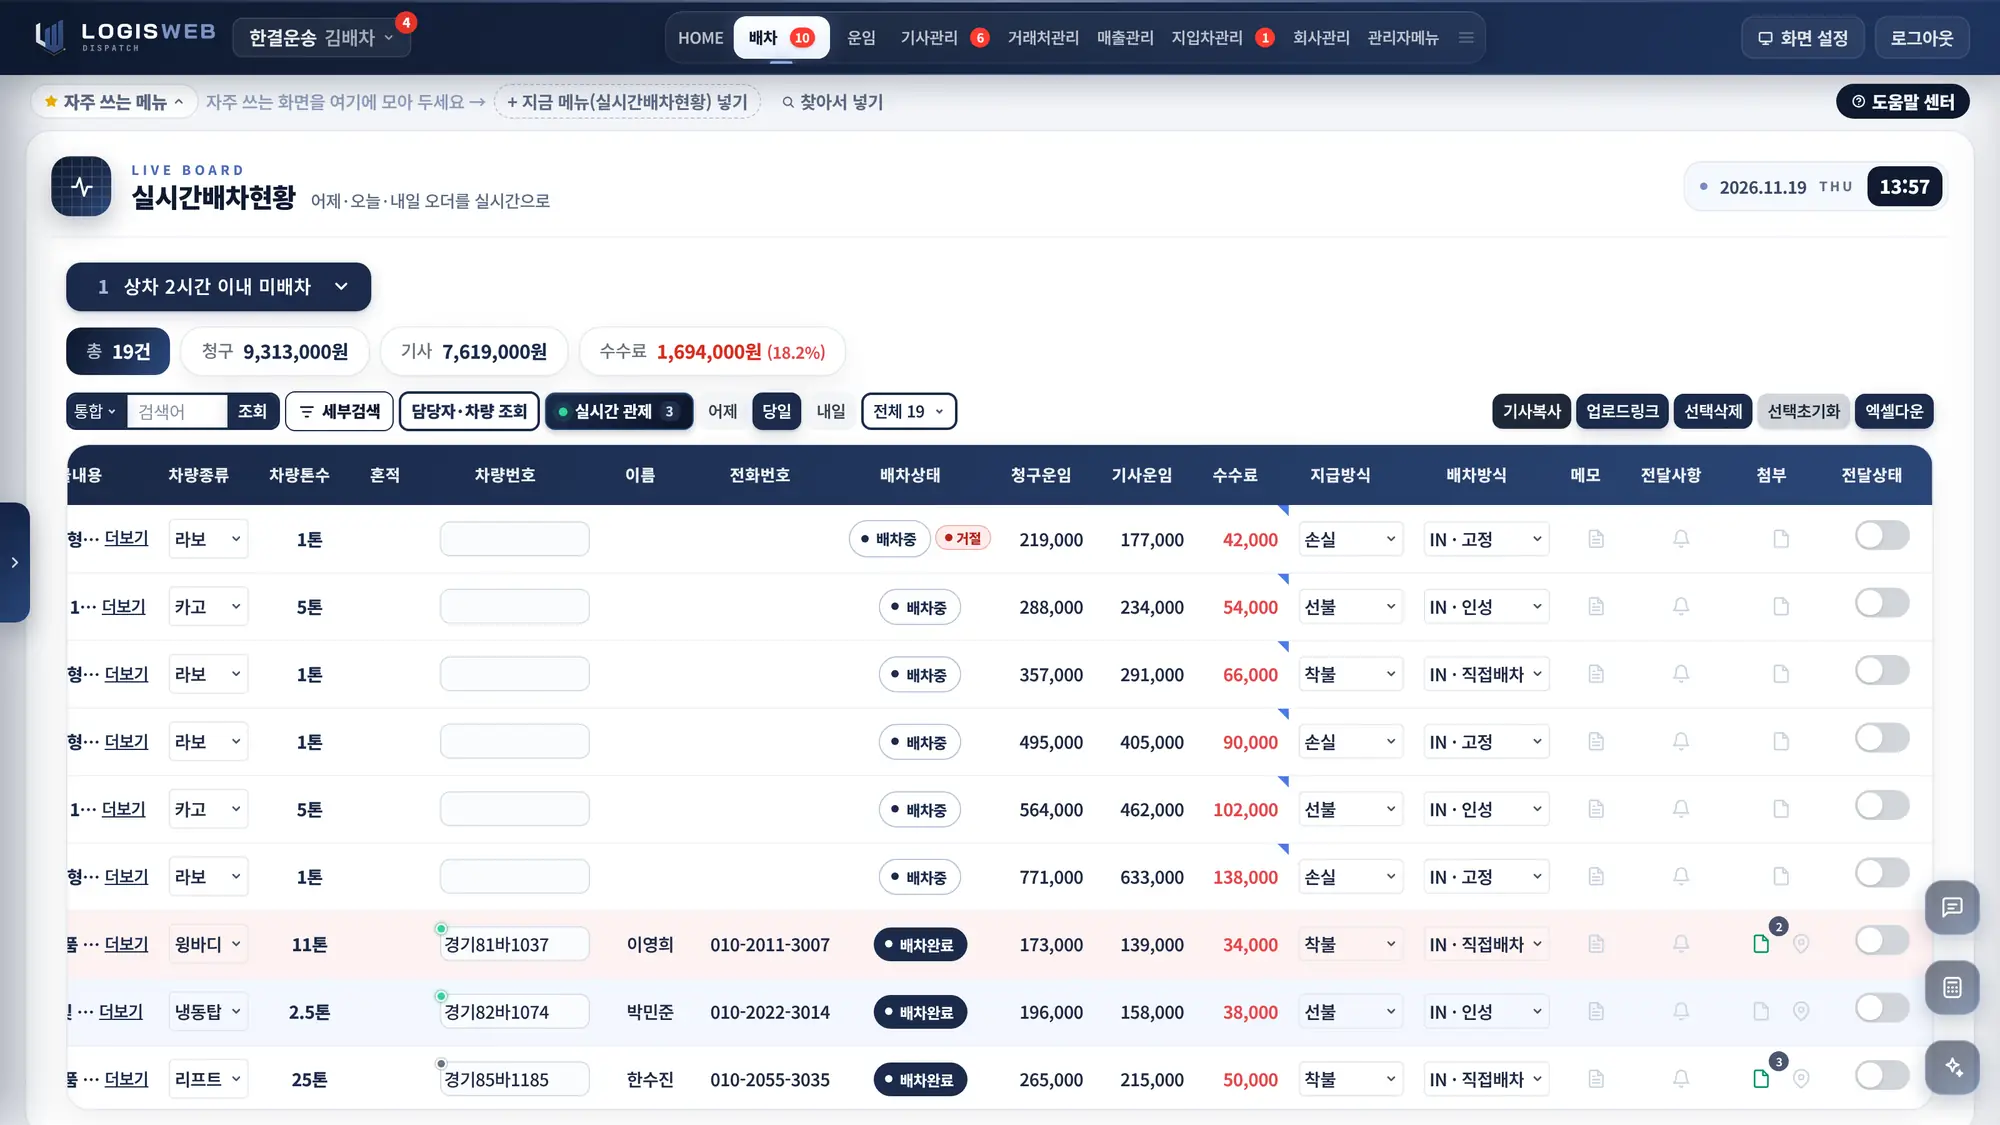 LOGISWEB
DISPATCH
한결운송 김배차
4
HOME
배차 10
운임
기사관리 6
거래처관리
매출관리
지입차관리 1
회사관리
관리자메뉴
화면 설정
로그아웃
자주 쓰는 메뉴
자주 쓰는 화면을 여기에 모아 두세요 →
+ 지금 메뉴(실시간배차현황) 넣기
찾아서 넣기
도움말 센터
LIVE BOARD
실시간배차현황 어제·오늘·내일 오더를 실시간으로
2026.11.19 THU 13:57
1 상차 2시간 이내 미배차
총 19건
청구 9,313,000원
기사 7,619,000원
수수료 1,694,000원 (18.2%)
통합 검색어 조회
세부검색
담당자·차량 조회
실시간 관제 3
어제
당일
내일
전체 19
기사복사
업로드링크
선택삭제
선택초기화
엑셀다운
내용 차량종류 차량톤수 혼적 차량번호 이름 전화번호 배차상태 청구운임 기사운임 수수료 지급방식 배차방식 메모 전달사항 첨부 전달상태
형··· 더보기 라보 1톤 배차중 거절 219,000 177,000 42,000 손실 IN · 고정
1··· 더보기 카고 5톤 배차중 288,000 234,000 54,000 선불 IN · 인성
형··· 더보기 라보 1톤 배차중 357,000 291,000 66,000 착불 IN · 직접배차
형··· 더보기 라보 1톤 배차중 495,000 405,000 90,000 손실 IN · 고정
1··· 더보기 카고 5톤 배차중 564,000 462,000 102,000 선불 IN · 인성
형··· 더보기 라보 1톤 배차중 771,000 633,000 138,000 손실 IN · 고정
품 ··· 더보기 윙바디 11톤 경기81바1037 이영희 010-2011-3007 배차완료 173,000 139,000 34,000 착불 IN · 직접배차 2
··· 더보기 냉동탑 2.5톤 경기82바1074 박민준 010-2022-3014 배차완료 196,000 158,000 38,000 선불 IN · 인성
품 ··· 더보기 리프트 25톤 경기85바1185 한수진 010-2055-3035 배차완료 265,000 215,000 50,000 착불 IN · 직접배차 3